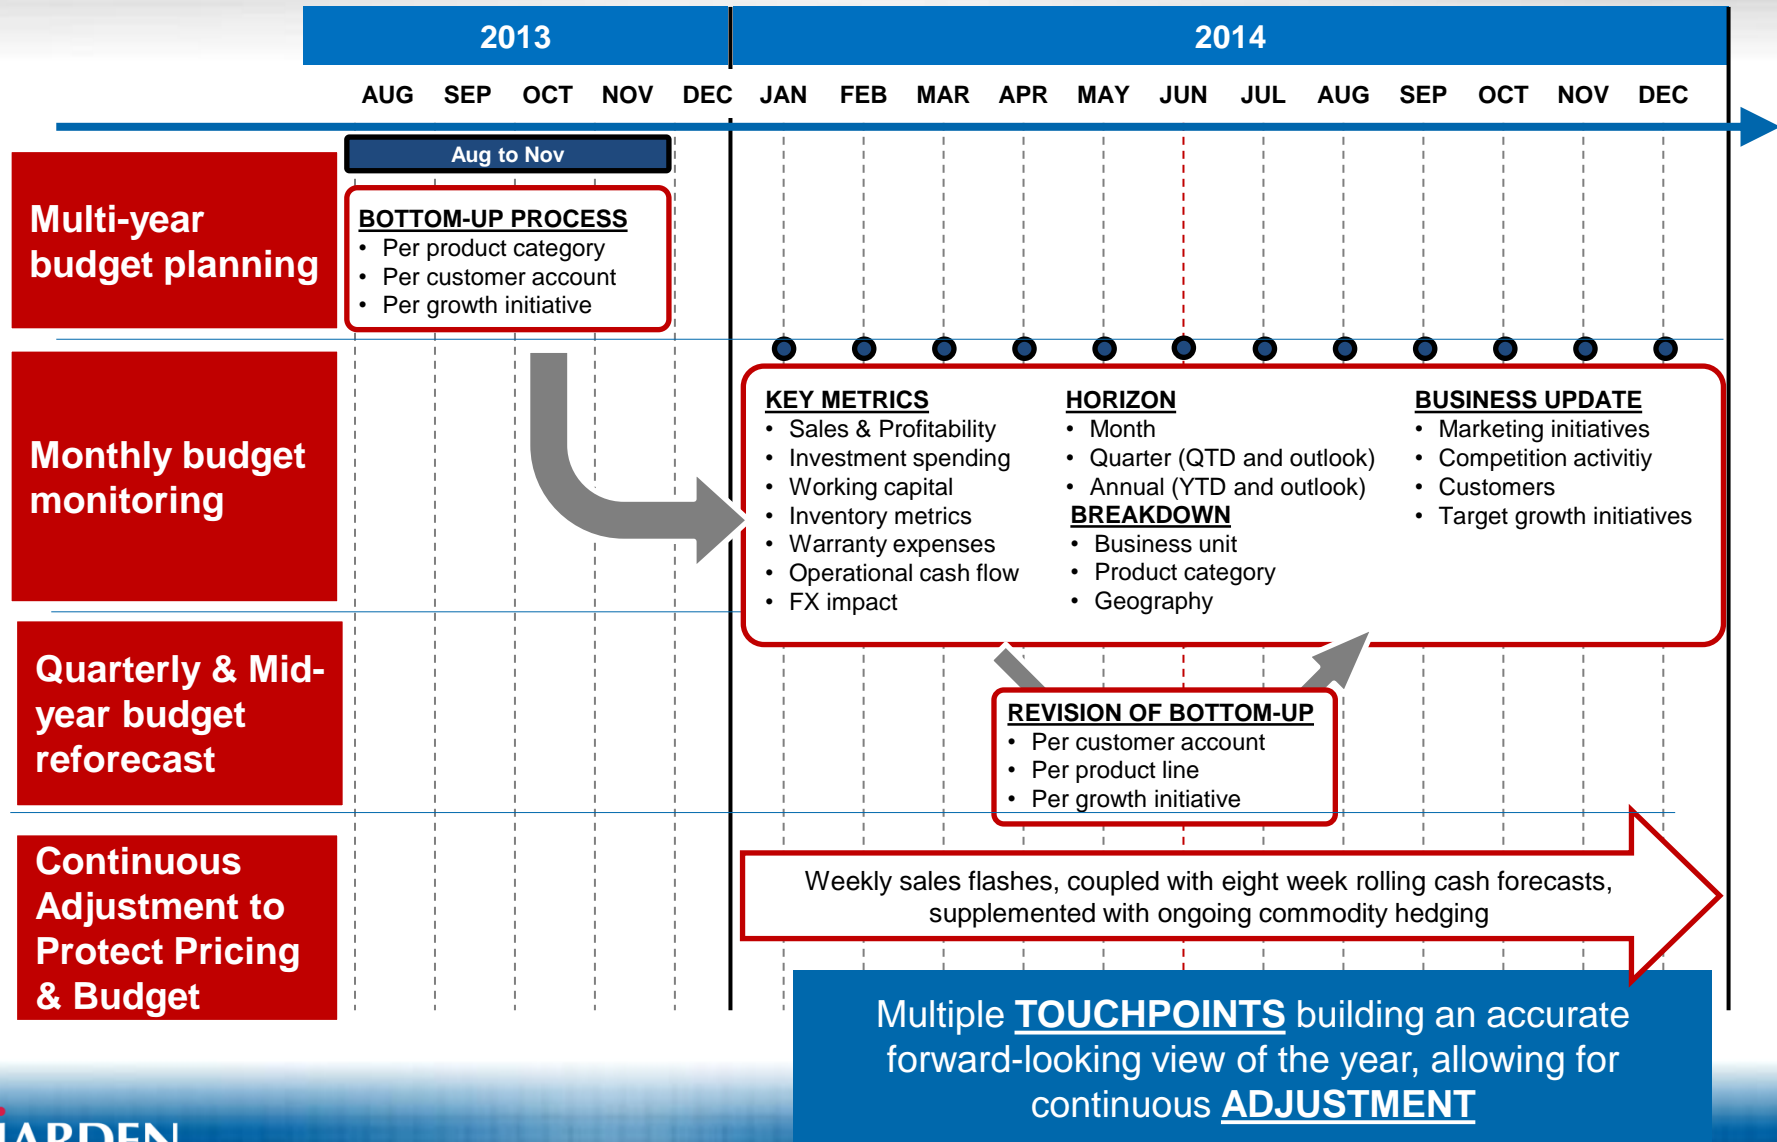 2013
2014
AUG SEP OCT NOV DEC JAN FEB MAR APR MAY JUN JUL AUG SEP OCT NOV DEC
Aug to Nov
Multi-year
budget planning
BOTTOM-UP PROCESS
• Per product category
• Per customer account
• Per growth initiative
Monthly budget
monitoring
KEY METRICS
• Sales & Profitability
• Investment spending
• Working capital
• Inventory metrics
• Warranty expenses
• Operational cash flow
• FX impact
HORIZON
• Month
• Quarter (QTD and outlook)
• Annual (YTD and outlook)
BREAKDOWN
• Business unit
• Product category
• Geography
BUSINESS UPDATE
• Marketing initiatives
• Competition activitiy
• Customers
• Target growth initiatives
Quarterly & Mid-
year budget
reforecast
REVISION OF BOTTOM-UP
• Per customer account
• Per product line
• Per growth initiative
Continuous
Adjustment to
Protect Pricing
& Budget
Weekly sales flashes, coupled with eight week rolling cash forecasts,
supplemented with ongoing commodity hedging
Multiple TOUCHPOINTS building an accurate
forward-looking view of the year, allowing for
continuous ADJUSTMENT
JARDEN